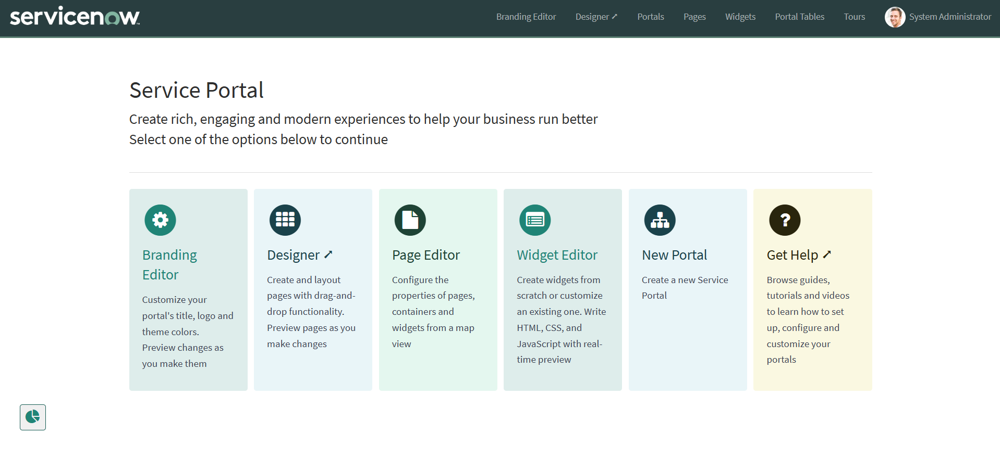 servicenow™
Branding Editor Designer ➚ Portals Pages Widgets Portal Tables Tours System Administrator
Service Portal
Create rich, engaging and modern experiences to help your business run better
Select one of the options below to continue
Branding
Editor
Customize your
portal's title, logo and
theme colors.
Preview changes as
you make them
Designer ➚
Create and layout
pages with drag-and-
drop functionality.
Preview pages as you
make changes
Page Editor
Configure the
properties of pages,
containers and
widgets from a map
view
Widget Editor
Create widgets from
scratch or customize
an existing one. Write
HTML, CSS, and
JavaScript with real-
time preview
New Portal
Create a new Service
Portal
?
Get Help ➚
Browse guides,
tutorials and videos
to learn how to set
up, configure and
customize your
portals